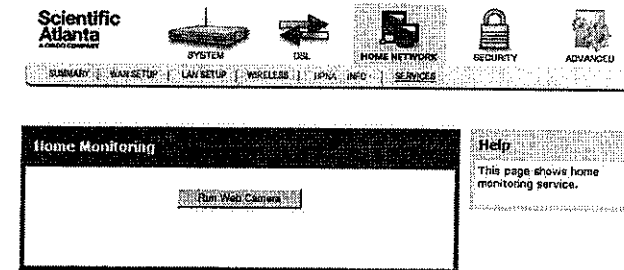 Scientific
Atlanta
A CISCO COMPANY
SYSTEM
DSL
HOME NETWORK
SECURITY
ADVANCED
SUMMARY | WAN SETUP | LAN SETUP | WIRELESS | HPNA INFO | SERVICES
Home Monitoring
Run Web Camera
Help
This page shows home
monitoring service.